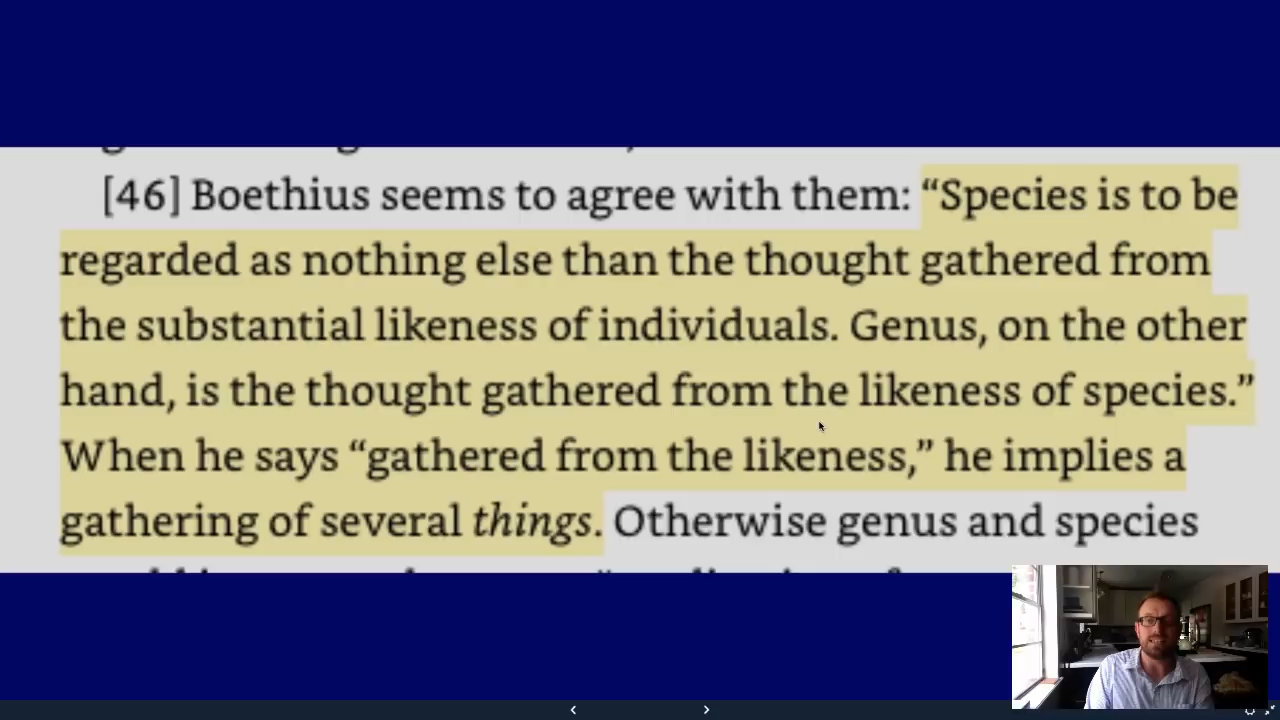 [46] Boethius seems to agree with them: “Species is to be
regarded as nothing else than the thought gathered from
the substantial likeness of individuals. Genus, on the other
hand, is the thought gathered from the likeness of species.”
When he says “gathered from the likeness,” he implies a
gathering of several things. Otherwise genus and species